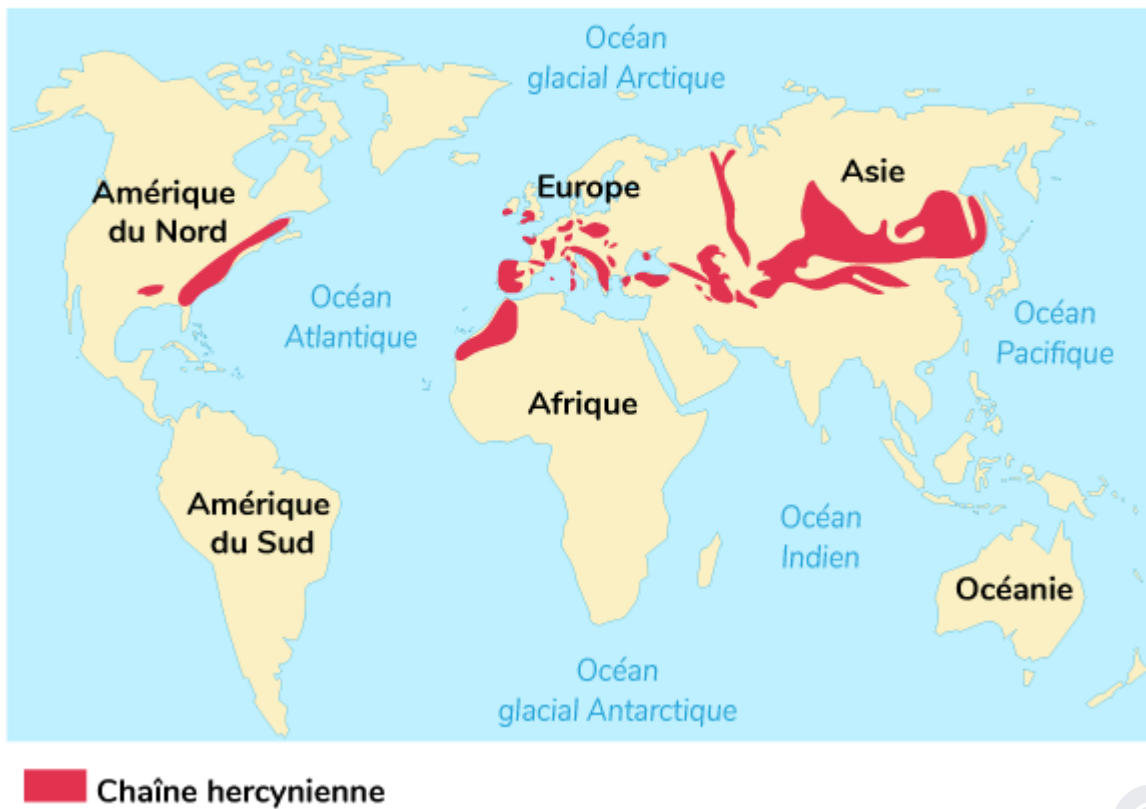 Océan
glacial Arctique
Amérique
du Nord
Europe
Asie
Océan
Atlantique
Océan
Pacifique
Afrique
Amérique
du Sud
Océan
Indien
Océanie
Océan
glacial Antarctique
Chaîne hercynienne